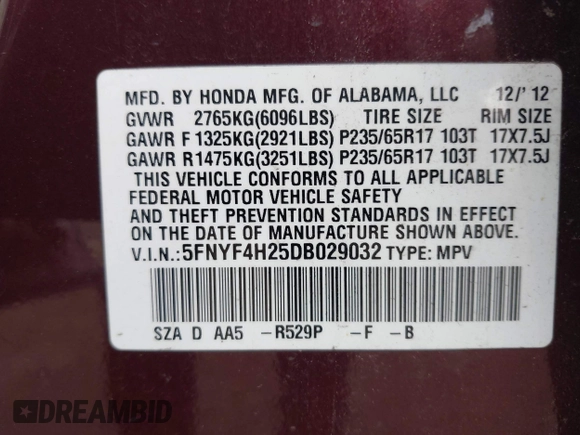 MFD. BY HONDA MFG. OF ALABAMA, LLC 12/'12
GVWR 2765KG(6096LBS) TIRE SIZE RIM SIZE
GAWR F 1325KG(2921LBS) P235/65R17 103T 17X7.5J
GAWR R1475KG(3251LBS) P235/65R17 103T 17X7.5J
THIS VEHICLE CONFORMS TO ALL APPLICABLE
FEDERAL MOTOR VEHICLE SAFETY
AND THEFT PREVENTION STANDARDS IN EFFECT
ON THE DATE OF MANUFACTURE SHOWN ABOVE.
V.I.N.:5FNYF4H25DB029032 TYPE: MPV
SZA D AA5 -R529P -F -B
DREAMBID